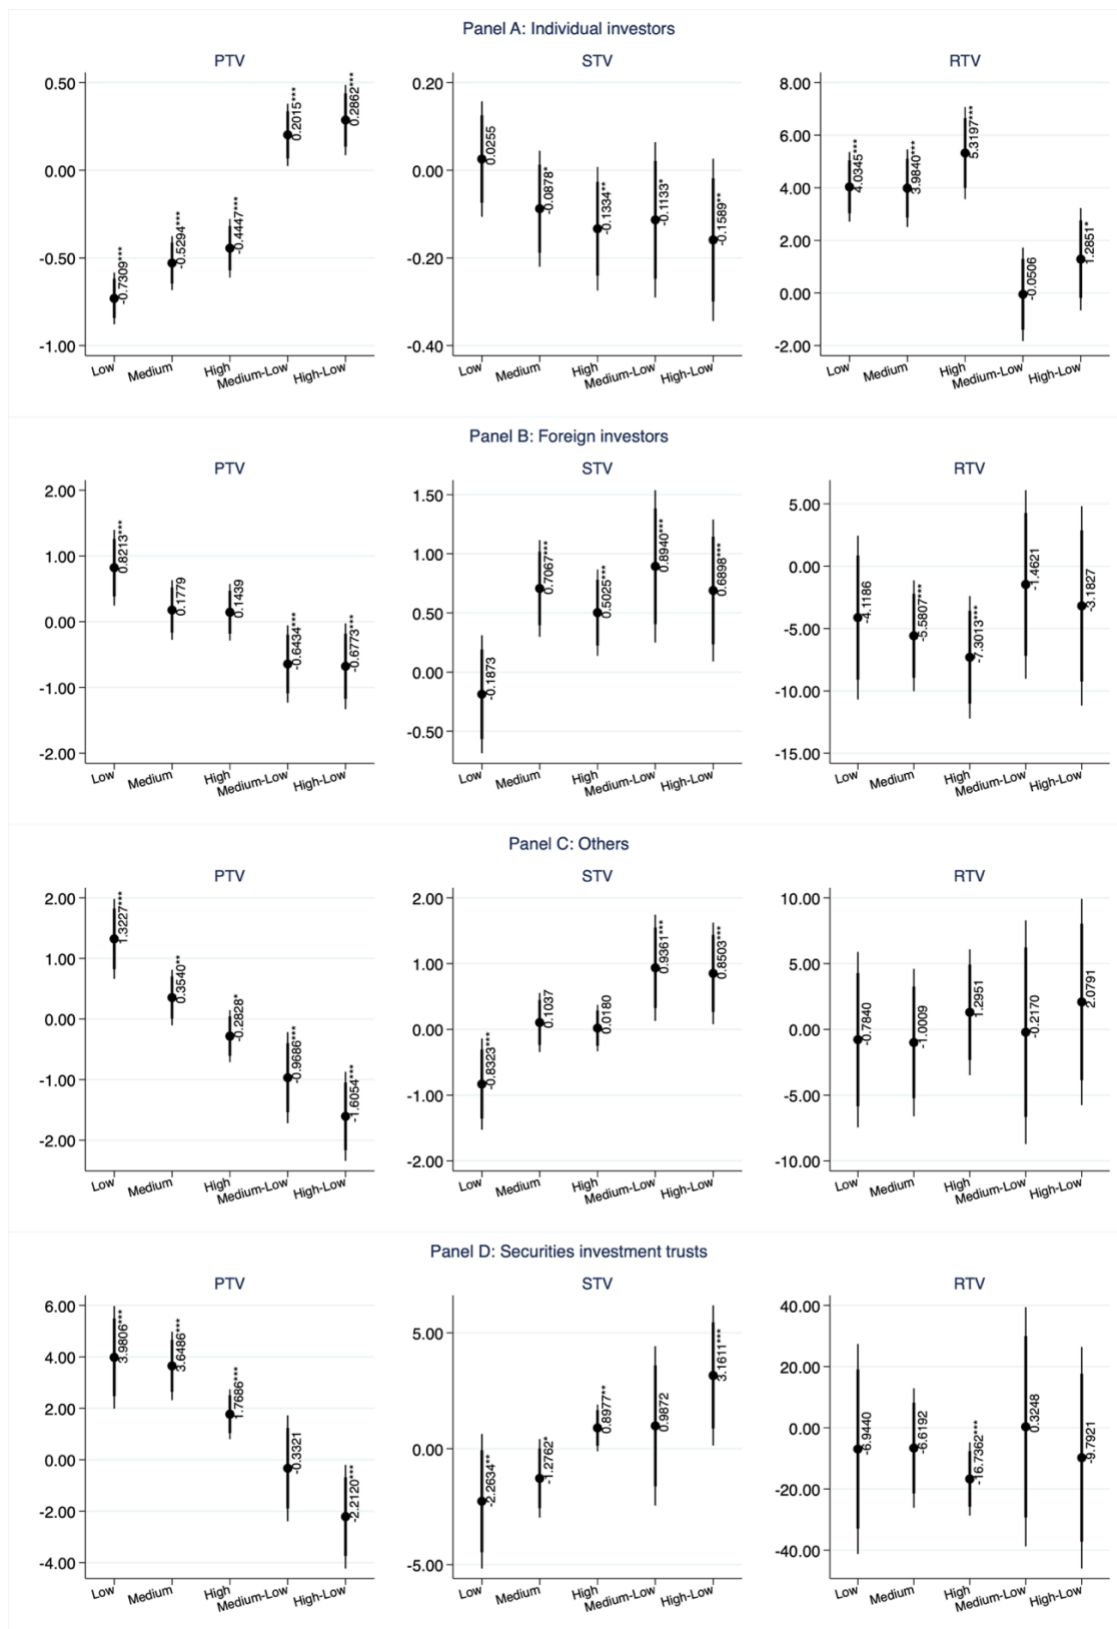 Panel A: Individual investors
PTV
0.50
0.00
-0.50
-1.00
-0.7309***
-0.5294***
-0.4447***
0.2015***
0.2862***
Low
Medium
High
Medium-Low
High-Low
STV
0.20
0.00
-0.20
-0.40
0.0255
-0.0878*
-0.1334**
-0.1133*
-0.1589**
Low
Medium
High
Medium-Low
High-Low
RTV
8.00
6.00
4.00
2.00
0.00
-2.00
4.0345***
3.9840***
5.3197***
-0.0506
1.2851*
Low
Medium
High
Medium-Low
High-Low
Panel B: Foreign investors
PTV
2.00
1.00
0.00
-1.00
-2.00
0.8213***
0.1779
0.1439
-0.6434***
-0.6773***
Low
Medium
High
Medium-Low
High-Low
STV
1.50
1.00
0.50
0.00
-0.50
-0.1873
0.7067***
0.5025***
0.8940***
0.6898***
Low
Medium
High
Medium-Low
High-Low
RTV
5.00
0.00
-5.00
-10.00
-15.00
-4.1186
-5.5807***
-7.3013***
-1.4621
-3.1827
Low
Medium
High
Medium-Low
High-Low
Panel C: Others
PTV
2.00
1.00
0.00
-1.00
-2.00
1.3227***
0.3540**
-0.2828*
-0.9686***
-1.6054***
Low
Medium
High
Medium-Low
High-Low
STV
2.00
1.00
0.00
-1.00
-2.00
-0.8323***
0.1037
0.0180
0.9361***
0.8503***
Low
Medium
High
Medium-Low
High-Low
RTV
10.00
5.00
0.00
-5.00
-10.00
-0.7840
-1.0009
1.2951
-0.2170
2.0791
Low
Medium
High
Medium-Low
High-Low
Panel D: Securities investment trusts
PTV
6.00
4.00
2.00
0.00
-2.00
-4.00
3.9806***
3.6486***
1.7686***
-0.3321
-2.2120***
Low
Medium
High
Medium-Low
High-Low
STV
5.00
0.00
-5.00
-2.2634**
-1.2762*
0.8977**
0.9872
3.1611***
Low
Medium
High
Medium-Low
High-Low
RTV
40.00
20.00
0.00
-20.00
-40.00
-6.9440
-6.6192
-16.7362***
0.3248
-9.7921
Low
Medium
High
Medium-Low
High-Low